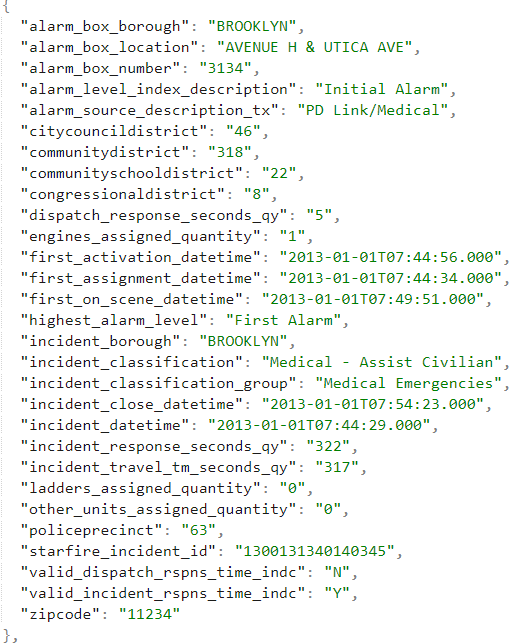 {
"alarm_box_borough": "BROOKLYN",
"alarm_box_location": "AVENUE H & UTICA AVE",
"alarm_box_number": "3134",
"alarm_level_index_description": "Initial Alarm",
"alarm_source_description_tx": "PD Link/Medical",
"citycouncildistrict": "46",
"communitydistrict": "318",
"communityschooldistrict": "22",
"congressionaldistrict": "8",
"dispatch_response_seconds_qy": "5",
"engines_assigned_quantity": "1",
"first_activation_datetime": "2013-01-01T07:44:56.000",
"first_assignment_datetime": "2013-01-01T07:44:34.000",
"first_on_scene_datetime": "2013-01-01T07:49:51.000",
"highest_alarm_level": "First Alarm",
"incident_borough": "BROOKLYN",
"incident_classification": "Medical - Assist Civilian",
"incident_classification_group": "Medical Emergencies",
"incident_close_datetime": "2013-01-01T07:54:23.000",
"incident_datetime": "2013-01-01T07:44:29.000",
"incident_response_seconds_qy": "322",
"incident_travel_tm_seconds_qy": "317",
"ladders_assigned_quantity": "0",
"other_units_assigned_quantity": "0",
"policeprecinct": "63",
"starfire_incident_id": "1300131340140345",
"valid_dispatch_rspns_time_indc": "N",
"valid_incident_rspns_time_indc": "Y",
"zipcode": "11234"
},